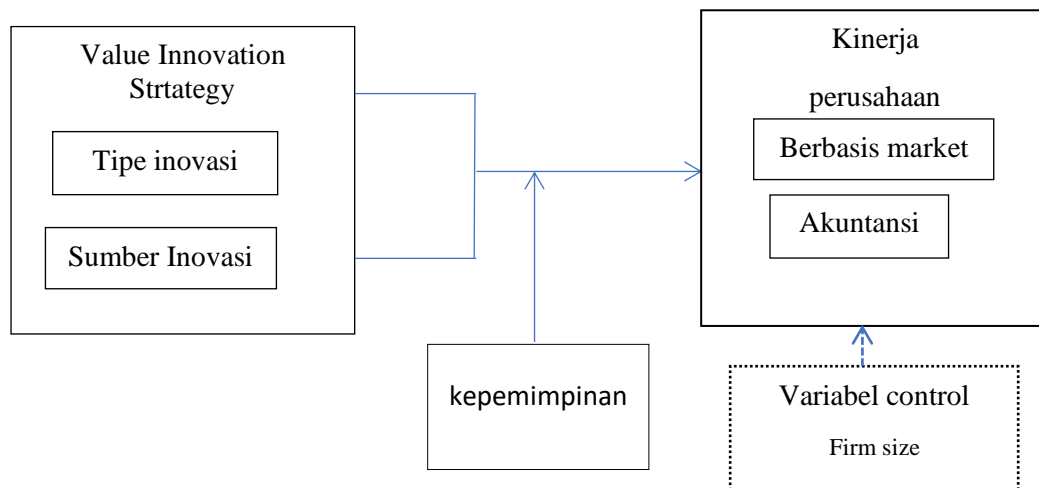 Value Innovation
Strtategy
Tipe inovasi
Sumber Inovasi
kepemimpinan
Kinerja
perusahaan
Berbasis market
Akuntansi
Variabel control
Firm size